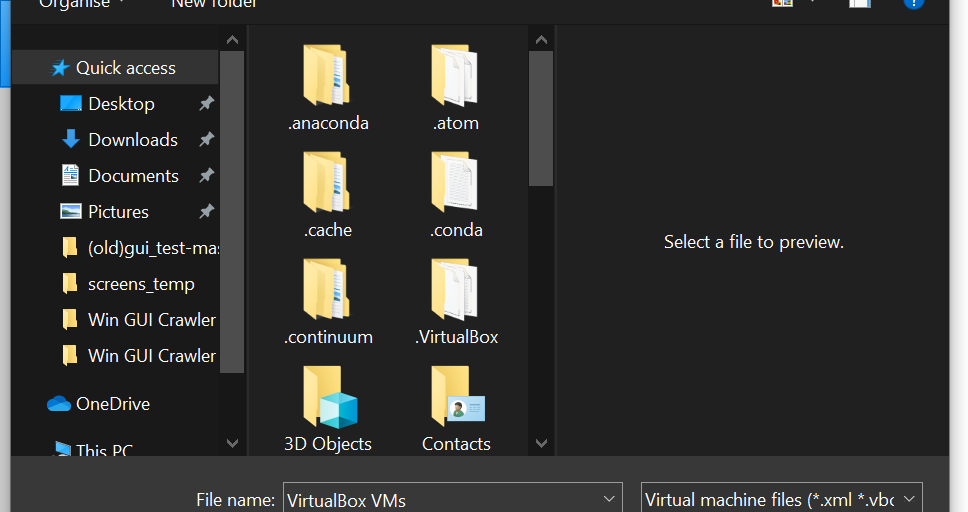 Organise
New folder
Quick access
Desktop
Downloads
Documents
Pictures
(old)gui_test-mas
screens_temp
Win GUI Crawler
Win GUI Crawler
OneDrive
This PC
.anaconda
.atom
.cache
.conda
.continuum
.VirtualBox
3D Objects
Contacts
Select a file to preview.
File name:
VirtualBox VMs
Virtual machine files (*.xml *.vbo